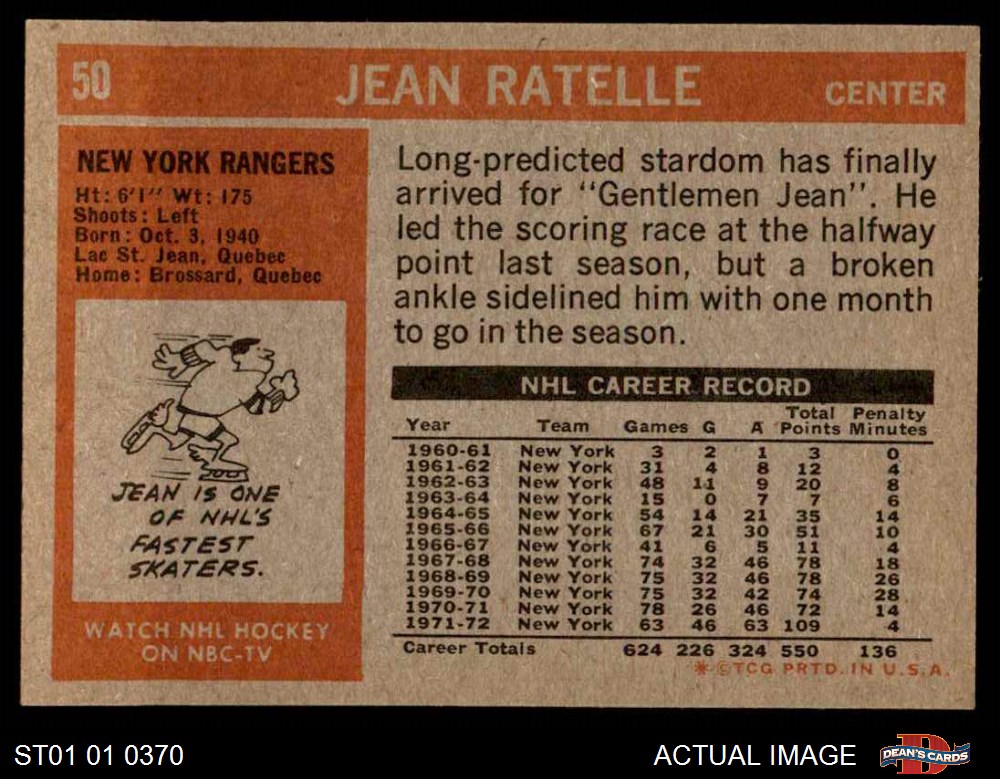 50 JEAN RATELLE CENTER
NEW YORK RANGERS
Ht: 6'1" Wt: 175
Shoots: Left
Born: Oct. 3, 1940
Lac St. Jean, Quebec
Home: Brossard, Quebec
JEAN IS ONE
OF NHL'S
FASTEST
SKATERS.
WATCH NHL HOCKEY
ON NBC-TV
Long-predicted stardom has finally
arrived for "Gentlemen Jean". He
led the scoring race at the halfway
point last season, but a broken
ankle sidelined him with one month
to go in the season.
NHL CAREER RECORD
Year Team Games G A Total Points Penalty Minutes
1960-61 New York 3 2 1 3 0
1961-62 New York 31 4 8 12 4
1962-63 New York 48 11 9 20 8
1963-64 New York 15 0 7 7 6
1964-65 New York 54 14 21 35 14
1965-66 New York 67 21 30 51 10
1966-67 New York 41 6 5 11 4
1967-68 New York 74 32 46 78 18
1968-69 New York 75 32 46 78 26
1969-70 New York 75 32 42 74 28
1970-71 New York 78 26 46 72 14
1971-72 New York 63 46 63 109 4
Career Totals 624 226 324 550 136
* ©TCG PRTD. IN U.S.A.
ST01 01 0370 ACTUAL IMAGE DEAN'S CARDS